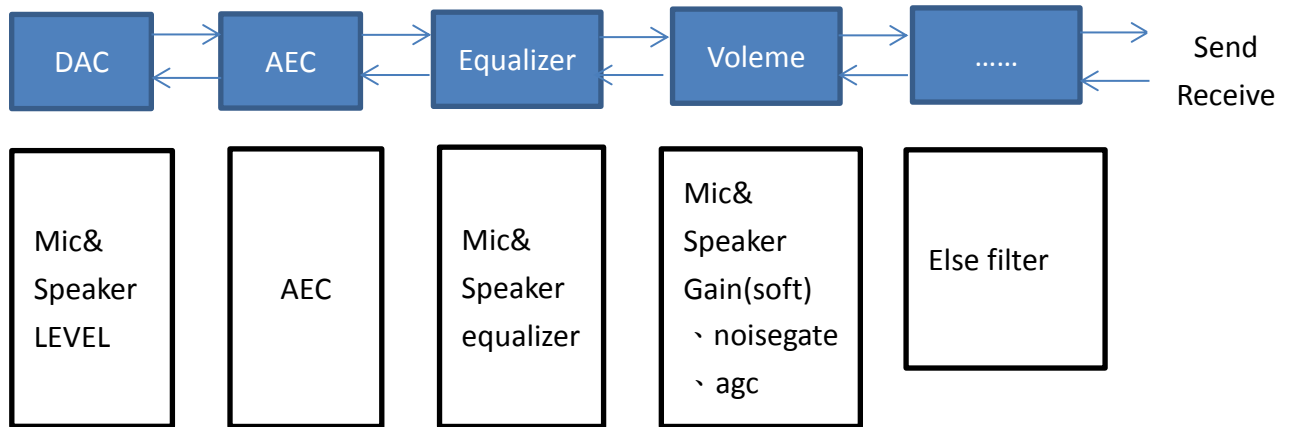 DAC
AEC
Equalizer
Voleme
……
Send
Receive
Mic&
Speaker
LEVEL
AEC
Mic&
Speaker
equalizer
Mic&
Speaker
Gain(soft)
、noisegate
、agc
Else filter